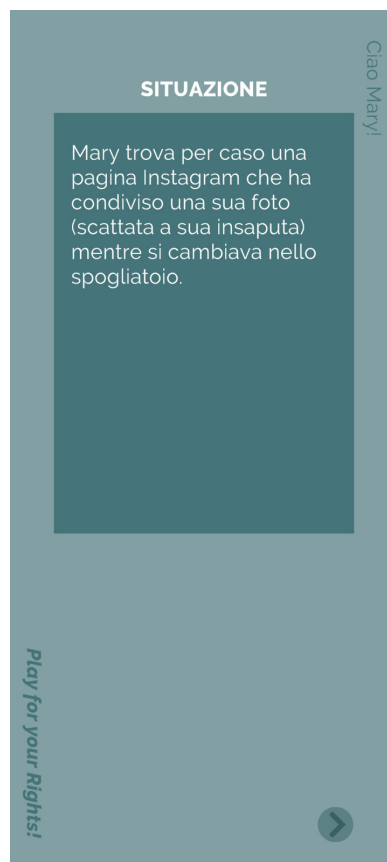 Ciao Mary!
SITUAZIONE
Mary trova per caso una
pagina Instagram che ha
condiviso una sua foto
(scattata a sua insaputa)
mentre si cambiava nello
spogliatoio.
Play for your Rights!